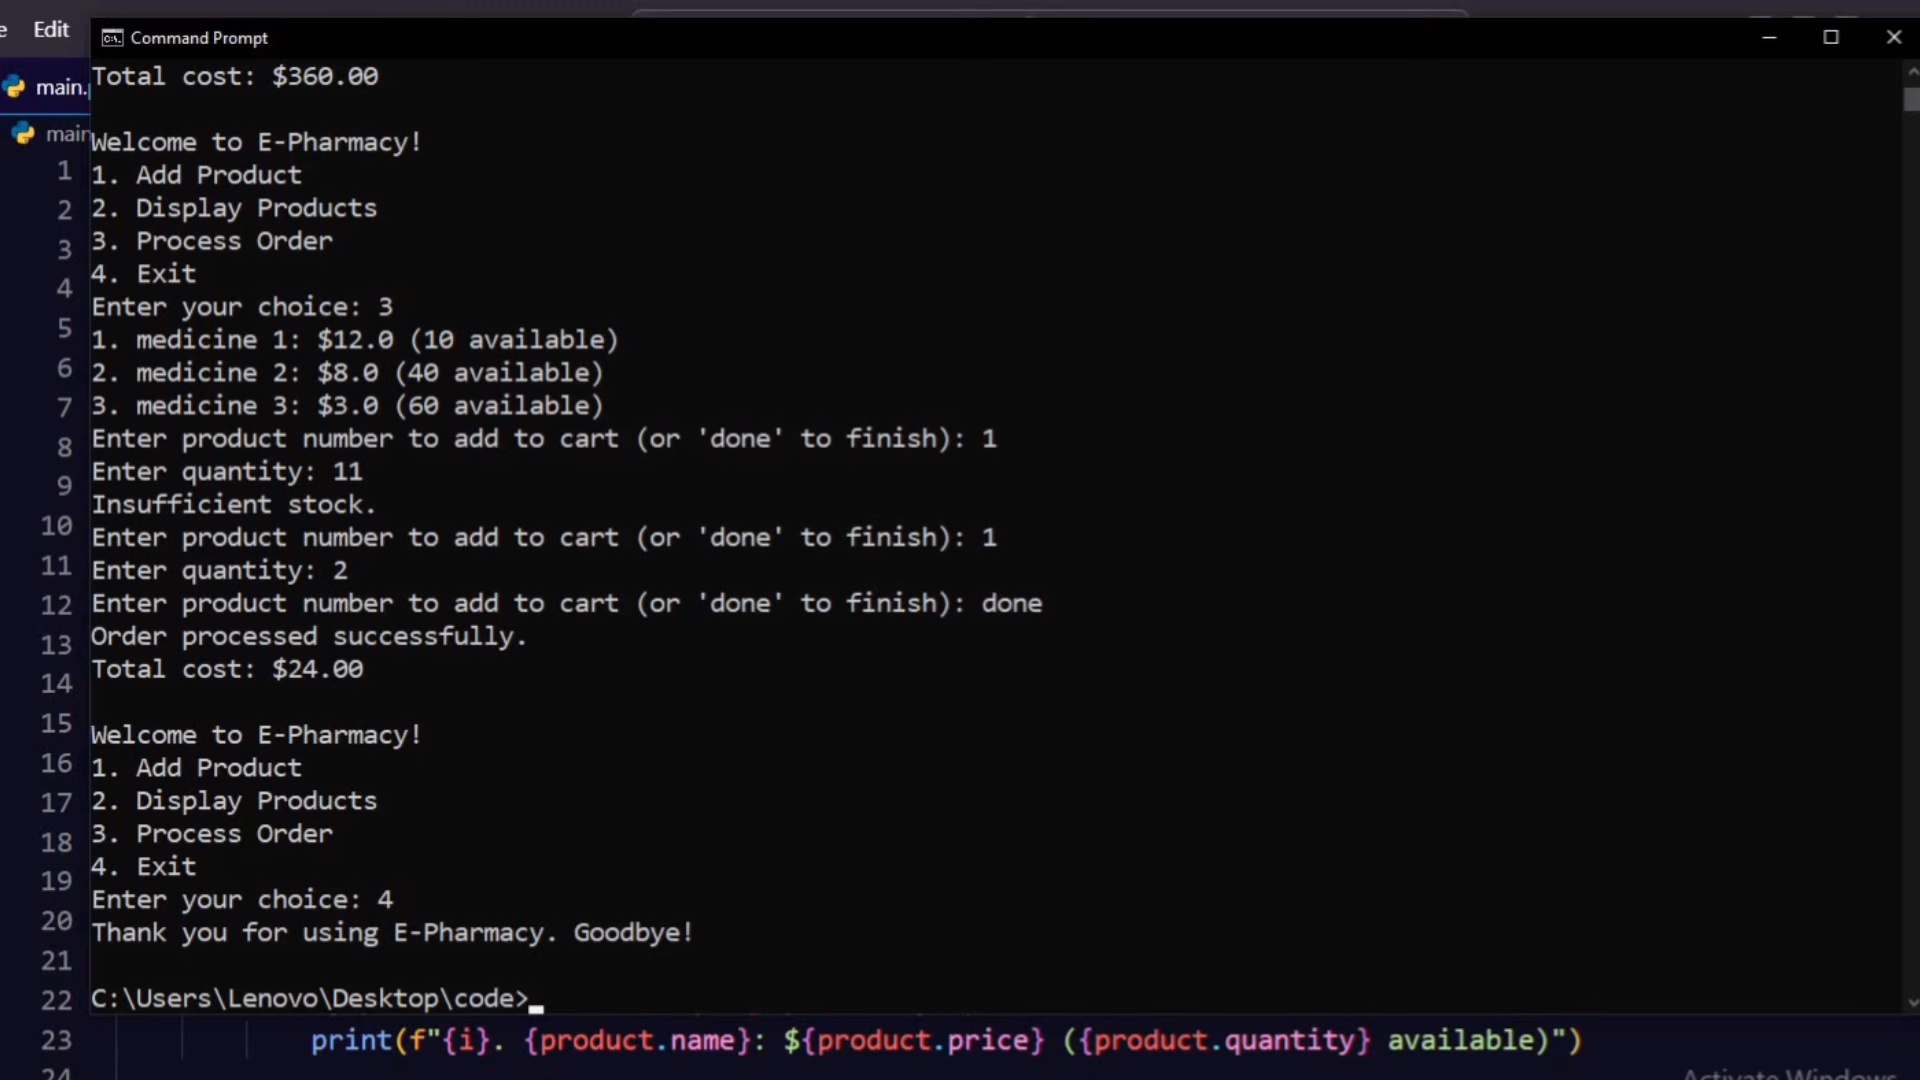 Edit
Command Prompt
main.
main
Total cost: $360.00
Welcome to E-Pharmacy!
1. Add Product
2. Display Products
3. Process Order
4. Exit
Enter your choice: 3
1. medicine 1: $12.0 (10 available)
2. medicine 2: $8.0 (40 available)
3. medicine 3: $3.0 (60 available)
Enter product number to add to cart (or 'done' to finish): 1
Enter quantity: 11
Insufficient stock.
Enter product number to add to cart (or 'done' to finish): 1
Enter quantity: 2
Enter product number to add to cart (or 'done' to finish): done
Order processed successfully.
Total cost: $24.00
Welcome to E-Pharmacy!
1. Add Product
2. Display Products
3. Process Order
4. Exit
Enter your choice: 4
Thank you for using E-Pharmacy. Goodbye!
C:\Users\Lenovo\Desktop\code>
1
2
3
4
5
6
7
8
9
10
11
12
13
14
15
16
17
18
19
20
21
22
23 print(f"{i}. {product.name}: ${product.price} ({product.quantity} available)")
24
Activate Windows